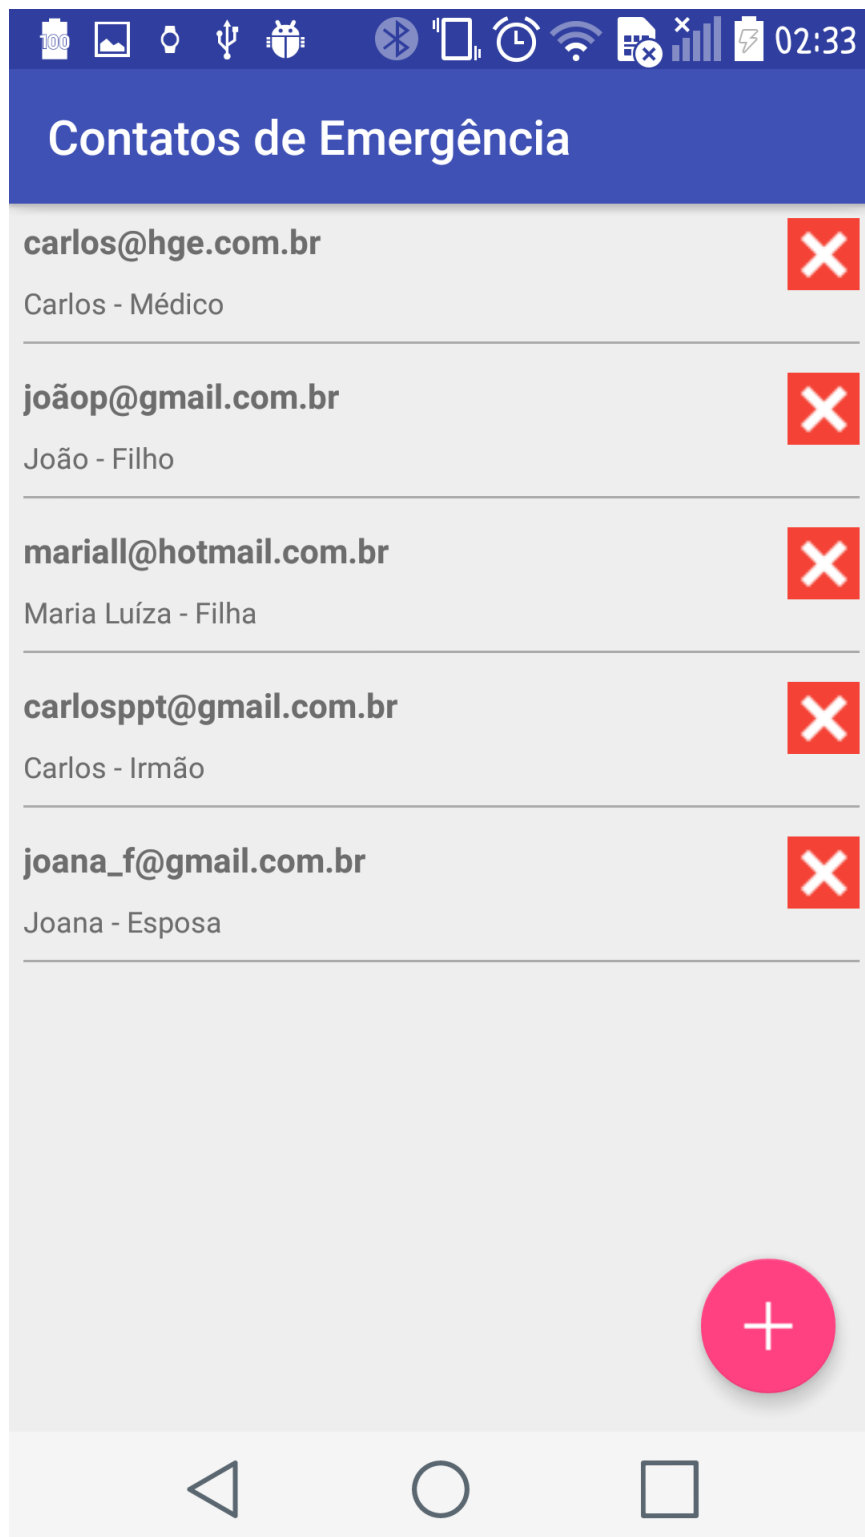 100
02:33
Contatos de Emergência
carlos@hge.com.br
Carlos - Médico
joãop@gmail.com.br
João - Filho
mariall@hotmail.com.br
Maria Luíza - Filha
carlosppt@gmail.com.br
Carlos - Irmão
joana_f@gmail.com.br
Joana - Esposa